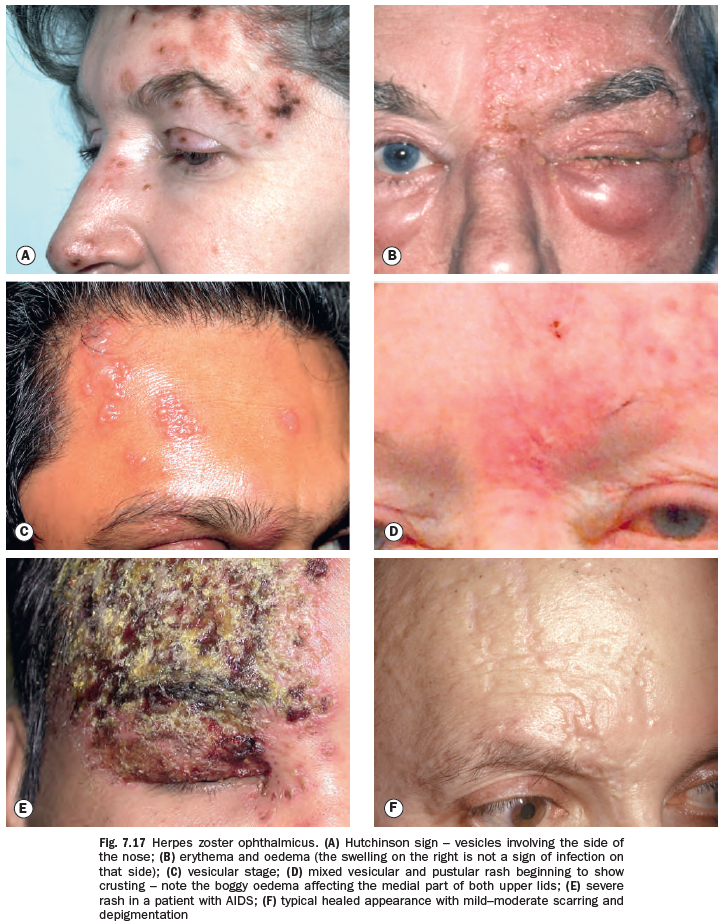 A
B
C
D
E
F
Fig. 7.17 Herpes zoster ophthalmicus. (A) Hutchinson sign – vesicles involving the side of
the nose; (B) erythema and oedema (the swelling on the right is not a sign of infection on
that side); (C) vesicular stage; (D) mixed vesicular and pustular rash beginning to show
crusting – note the boggy oedema affecting the medial part of both upper lids; (E) severe
rash in a patient with AIDS; (F) typical healed appearance with mild–moderate scarring and
depigmentation